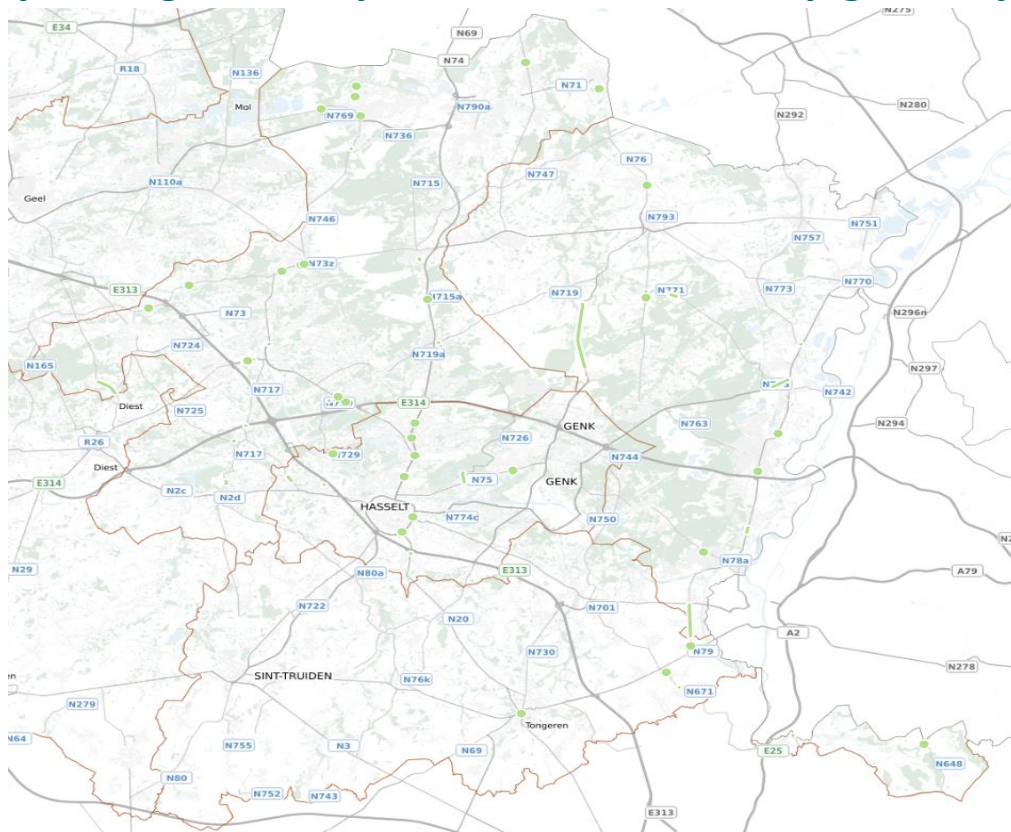 N275
E34
N69
N74
R18
N136
N71
Mol
N790a
N280
N769
N292
N736
N76
N747
N110a
N715
Geel
N746
N793
N751
N757
N73z
N770
E313
N715a
N719
N771
N773
N73
N296n
N724
N719a
N165
N297
N717
N742
Diest
E314
N725
N763
N294
GENK
R26
N726
N717
N729
N744
Diest
E314
N75
GENK
N2c
N2d
HASSELT
N774c
N750
N78a
N29
N80a
E313
A79
N722
N701
N20
A2
N730
N79
N278
SINT-TRUIDEN
N76k
N671
N279
Tongeren
N64
N755
N3
N69
E25
N648
N80
N752
N743
E313